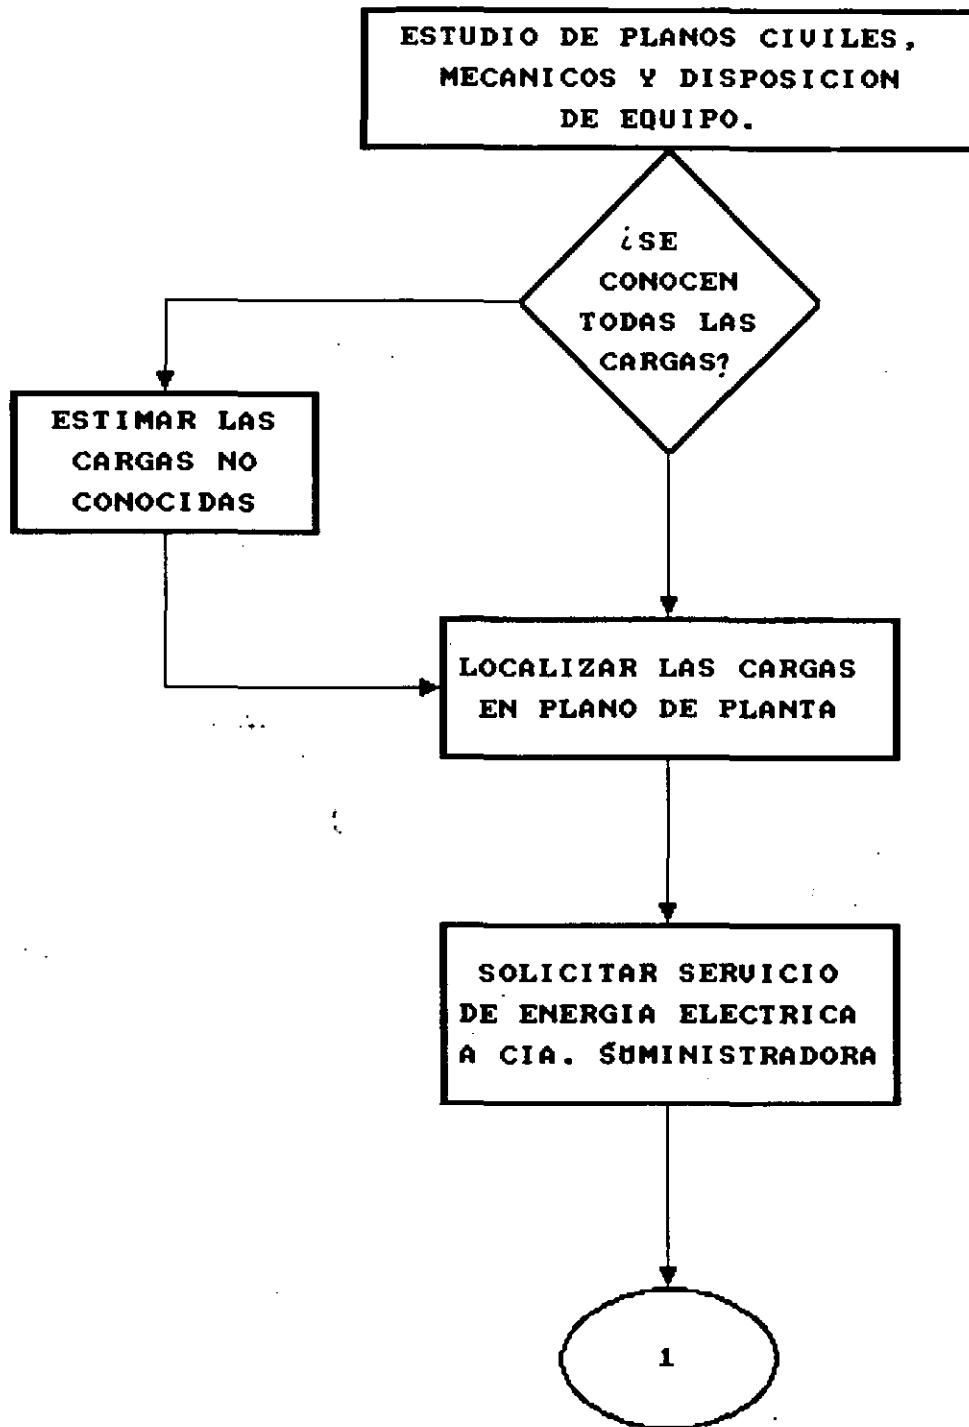 ESTUDIO DE PLANOS CIVILES,
MECANICOS Y DISPOSICION
DE EQUIPO.
¿SE
CONOCEN
TODAS LAS
CARGAS?
ESTIMAR LAS
CARGAS NO
CONOCIDAS
LOCALIZAR LAS CARGAS
EN PLANO DE PLANTA
SOLICITAR SERVICIO
DE ENERGIA ELECTRICA
A CIA. SUMINISTRADORA
1